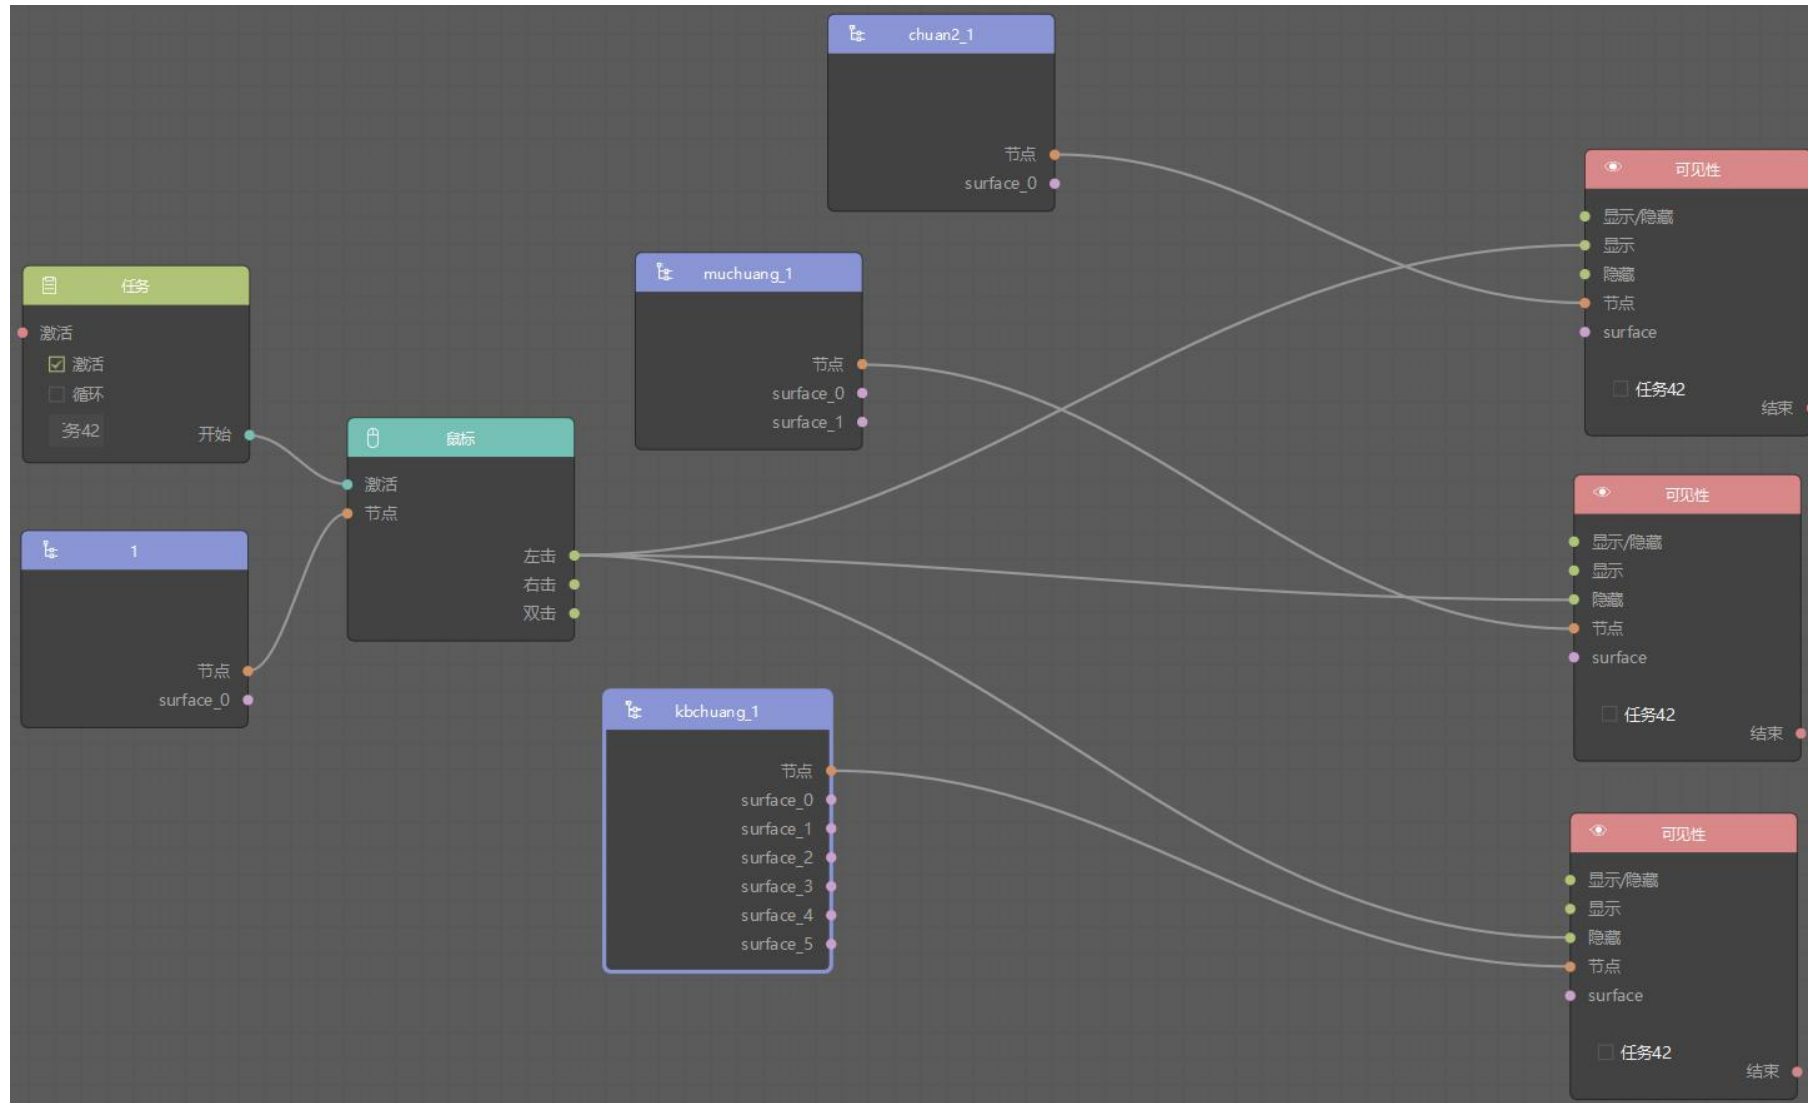 任务
激活
激活
循环
务42
开始
1
节点
surface_0
鼠标
激活
节点
左击
右击
双击
chuan2_1
节点
surface_0
muchuang_1
节点
surface_0
surface_1
kbchuang_1
节点
surface_0
surface_1
surface_2
surface_3
surface_4
surface_5
可见性
显示/隐藏
显示
隐藏
节点
surface
任务42
结束
可见性
显示/隐藏
显示
隐藏
节点
surface
任务42
结束
可见性
显示/隐藏
显示
隐藏
节点
surface
任务42
结束